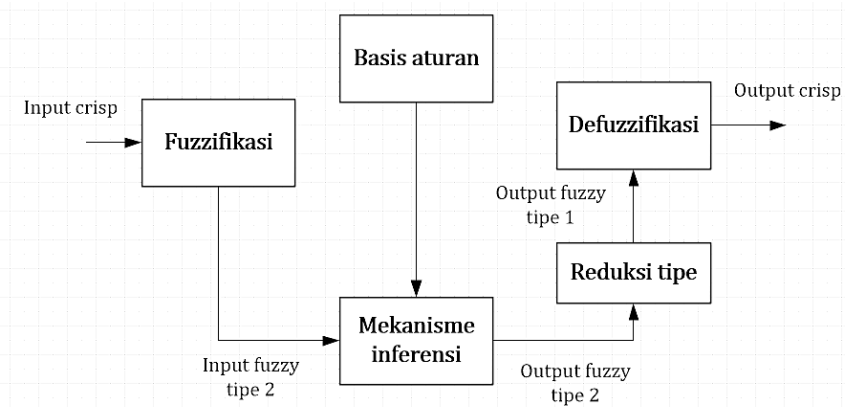 Basis aturan
Input crisp
Fuzzifikasi
Defuzzifikasi
Output crisp
Output fuzzy
tipe 1
Reduksi tipe
Mekanisme
inferensi
Input fuzzy
tipe 2
Output fuzzy
tipe 2